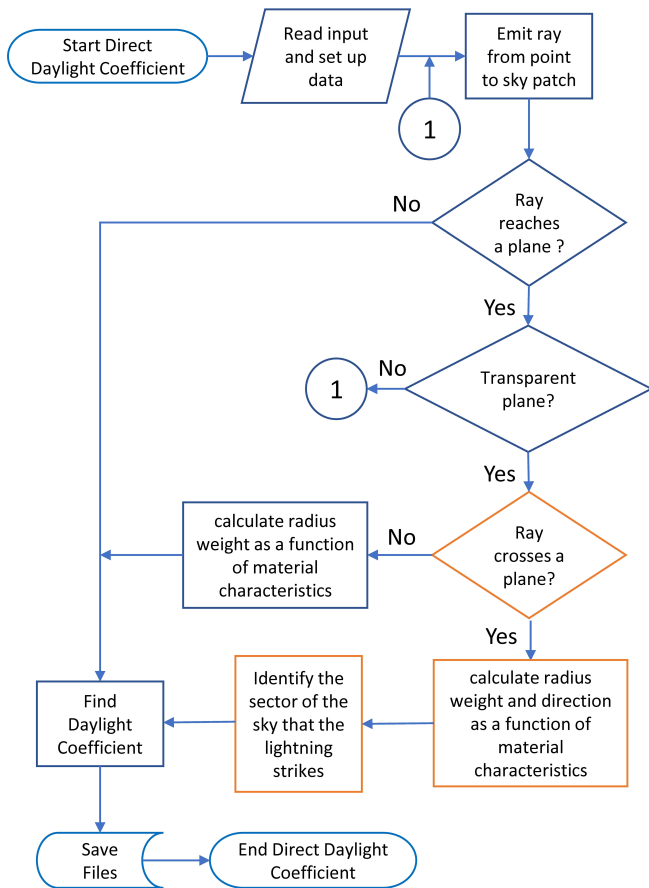 Start Direct
Daylight Coefficient
Read input
and set up
data
Emit ray
from point
to sky patch
1
Ray
reaches
a plane ?
No
Yes
Transparent
plane?
No
1
Yes
Ray
crosses a
plane?
No
calculate radius
weight as a function
of material
characteristics
Yes
calculate radius
weight and direction
as a function of
material
characteristics
Identify the
sector of the
sky that the
lightning
strikes
Find
Daylight
Coefficient
Save
Files
End Direct Daylight
Coefficient